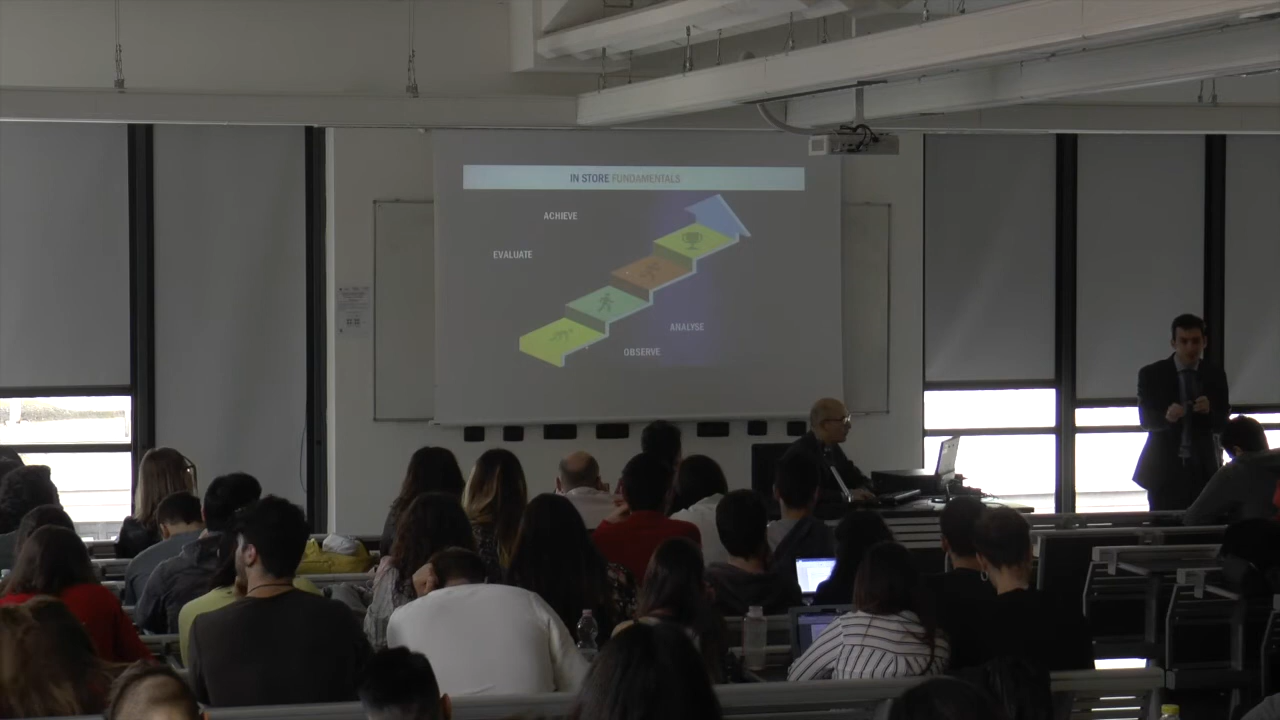 IN STORE FUNDAMENTALS
ACHIEVE
EVALUATE
ANALYSE
OBSERVE